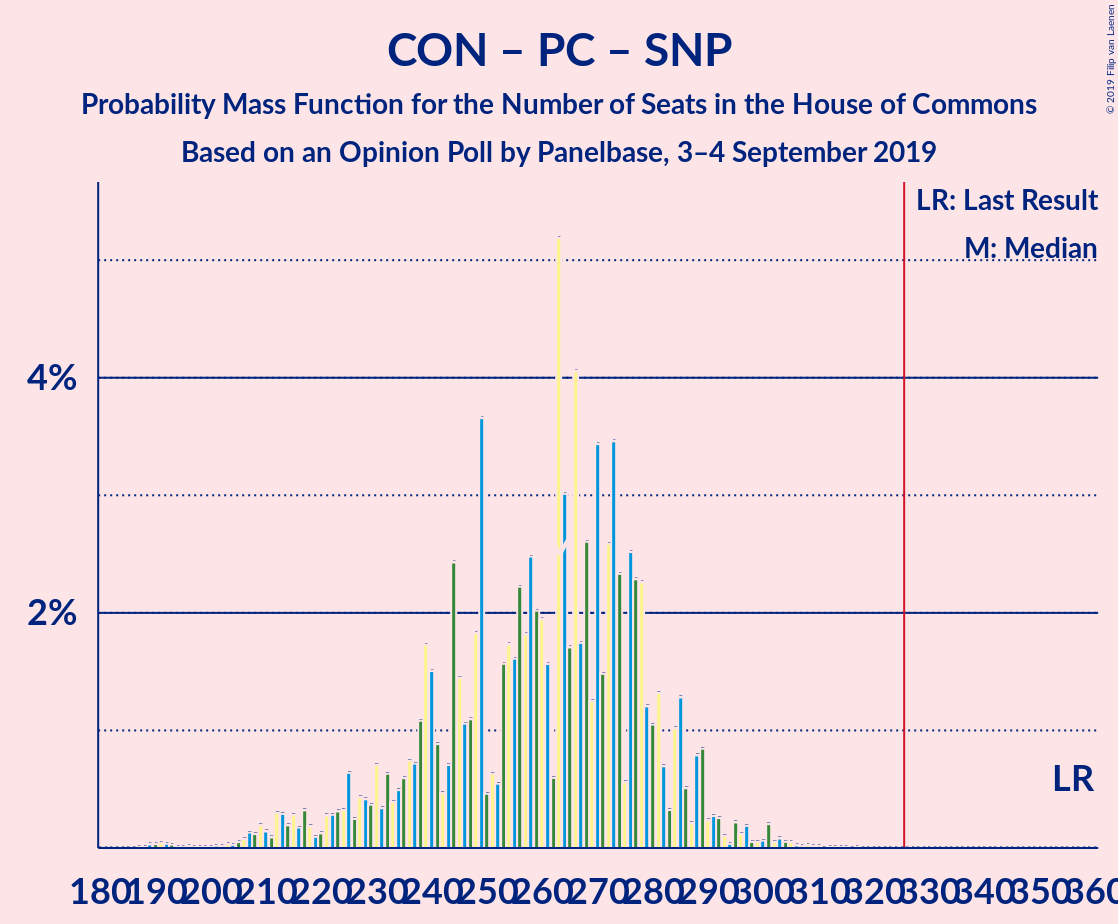 CON – PC – SNP
Probability Mass Function for the Number of Seats in the House of Commons
Based on an Opinion Poll by Panelbase, 3–4 September 2019
© 2019 Filip van Laenen
LR: Last Result
M: Median
4%
2%
LR
180 190 200 210 220 230 240 250 260 270 280 290 300 310 320 330 340 350 360